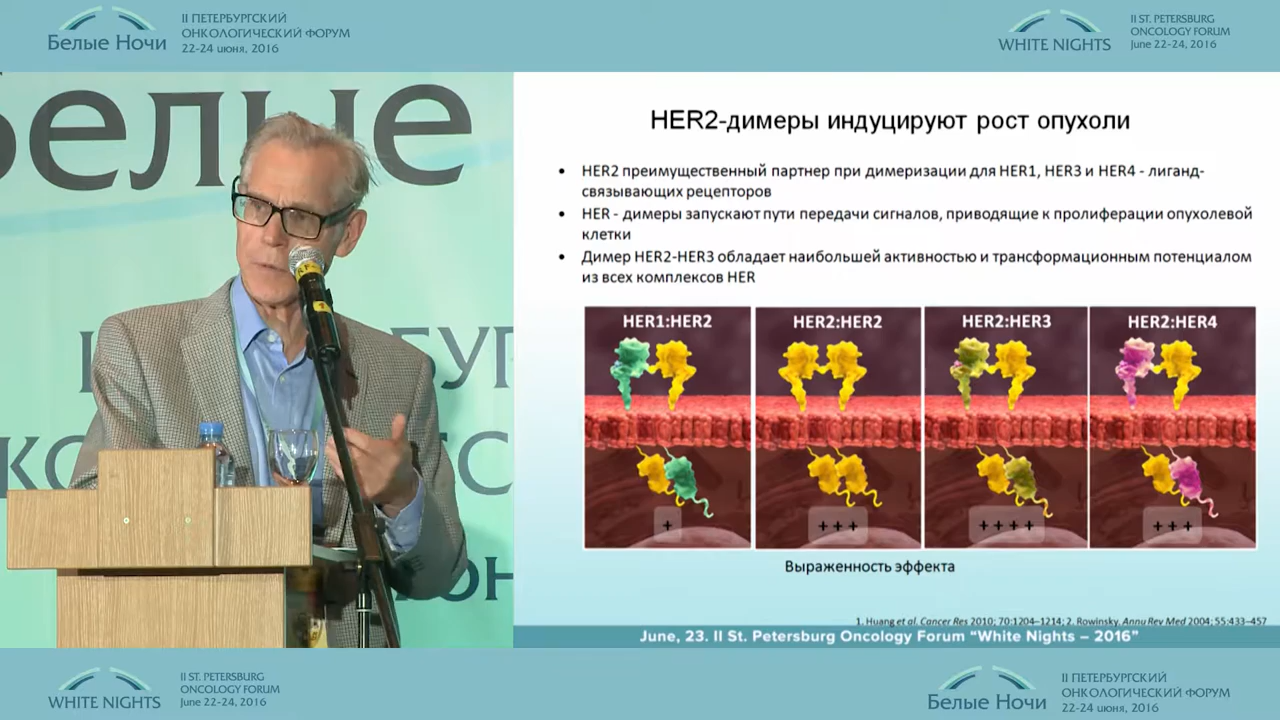 Белые Ночи
II ПЕТЕРБУРГСКИЙ
ОНКОЛОГИЧЕСКИЙ ФОРУМ
22-24 июня, 2016
WHITE NIGHTS
II ST. PETERSBURG
ONCOLOGY FORUM
June 22-24, 2016
Белые
HER2-димеры индуцируют рост опухоли
• HER2 преимущественный партнер при димеризации для HER1, HER3 и HER4 - лиганд-
связывающих рецепторов
• HER - димеры запускают пути передачи сигналов, приводящие к пролиферации опухолевой
клетки
• Димер HER2-HER3 обладает наибольшей активностью и трансформационным потенциалом
из всех комплексов HER
HER1:HER2
HER2:HER2
HER2:HER3
HER2:HER4
+
+++
++++
+++
Выраженность эффекта
1. Huang et al. Cancer Res 2010; 70:1204–1214; 2. Rowinsky. Annu Rev Med 2004; 55:433–457
June, 23. II St. Petersburg Oncology Forum “White Nights – 2016”
WHITE NIGHTS
II ST. PETERSBURG
ONCOLOGY FORUM
June 22-24, 2016
Белые Ночи
II ПЕТЕРБУРГСКИЙ
ОНКОЛОГИЧЕСКИЙ ФОРУМ
22-24 июня, 2016